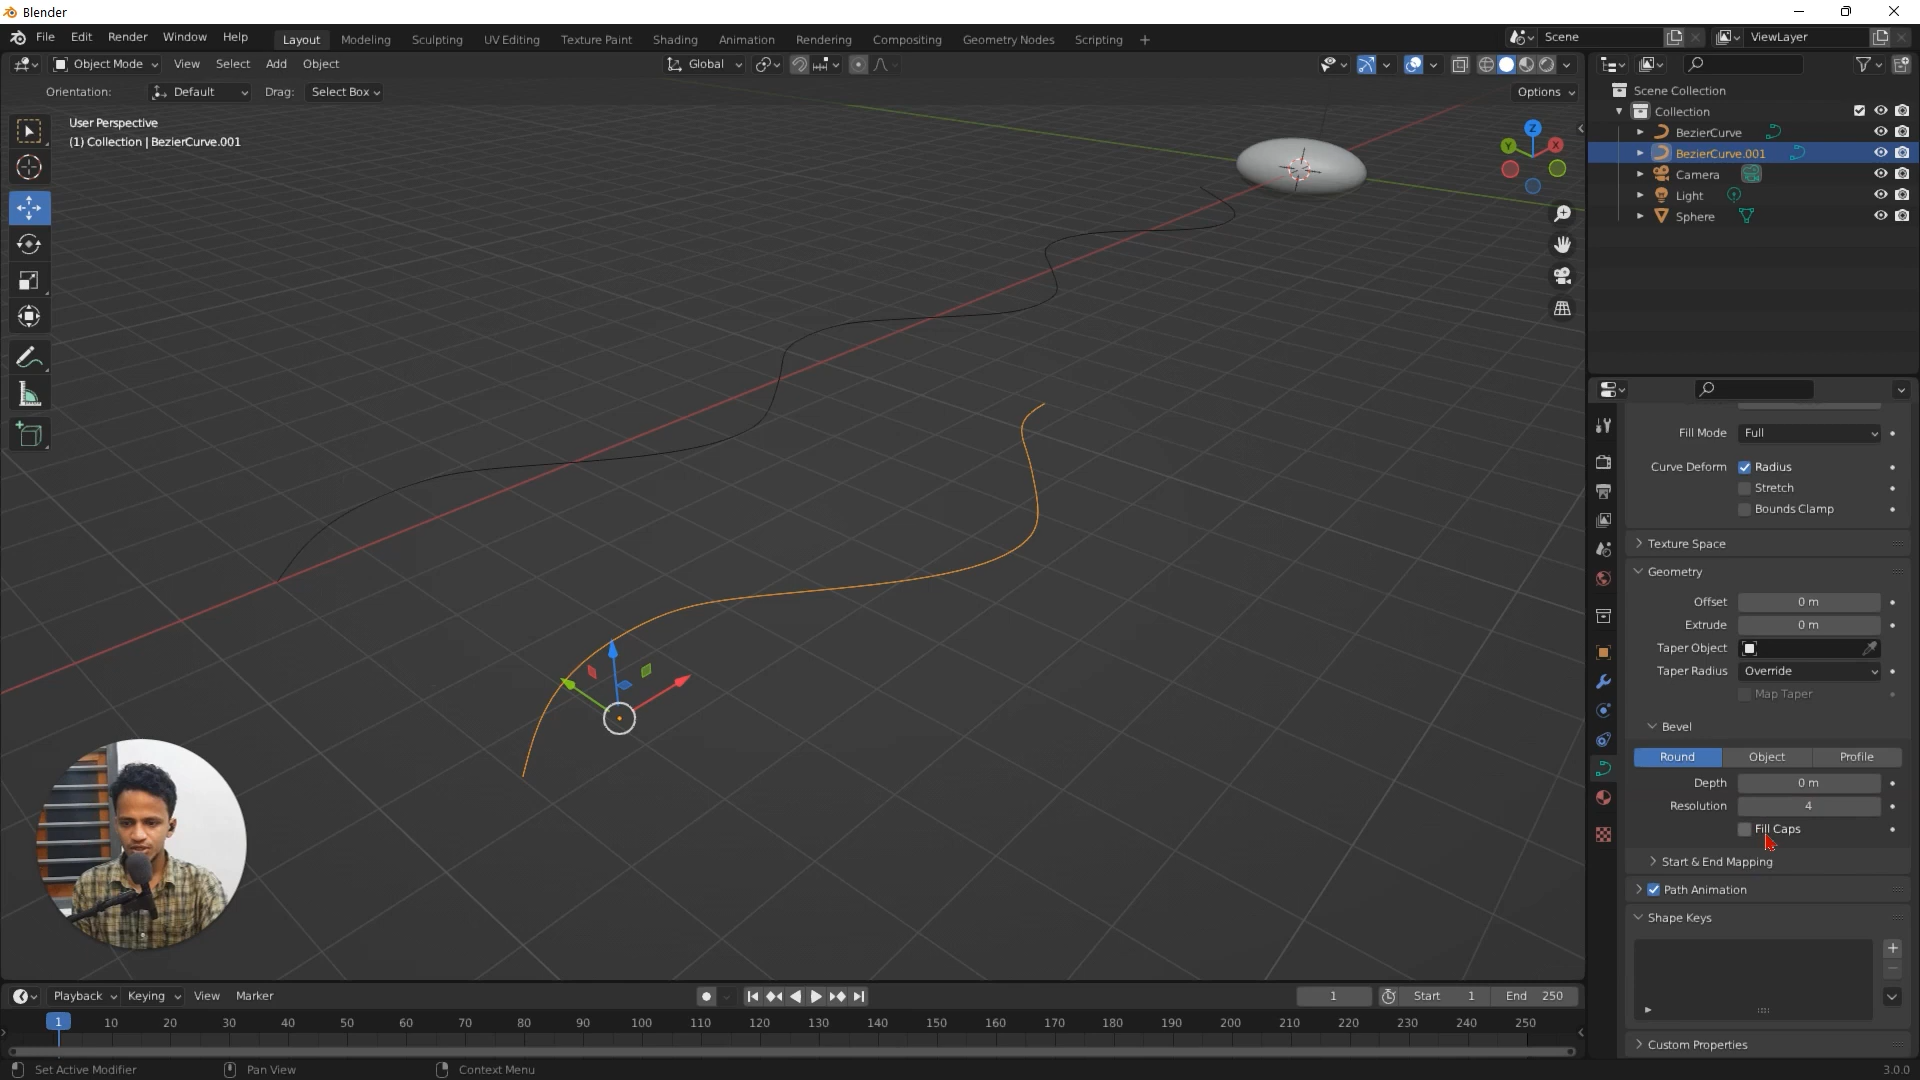 Blender
File Edit Render Window Help Layout Modeling Sculpting UV Editing Texture Paint Shading Animation Rendering Compositing Geometry Nodes Scripting + Scene ViewLayer
Object Mode View Select Add Object Global
Orientation: Default Drag: Select Box Options
User Perspective
(1) Collection | BezierCurve.001
Z
Y
X
Scene Collection
Collection
BezierCurve
BezierCurve.001
Camera
Light
Sphere
Fill Mode Full
Curve Deform Radius
Stretch
Bounds Clamp
Texture Space
Geometry
Offset 0 m
Extrude 0 m
Taper Object
Taper Radius Override
Map Taper
Bevel
Round Object Profile
Depth 0 m
Resolution 4
Fill Caps
Start & End Mapping
Path Animation
Shape Keys
Custom Properties
Playback Keying View Marker 1 Start 1 End 250
1 10 20 30 40 50 60 70 80 90 100 110 120 130 140 150 160 170 180 190 200 210 220 230 240 250
Set Active Modifier Pan View Context Menu 3.0.0